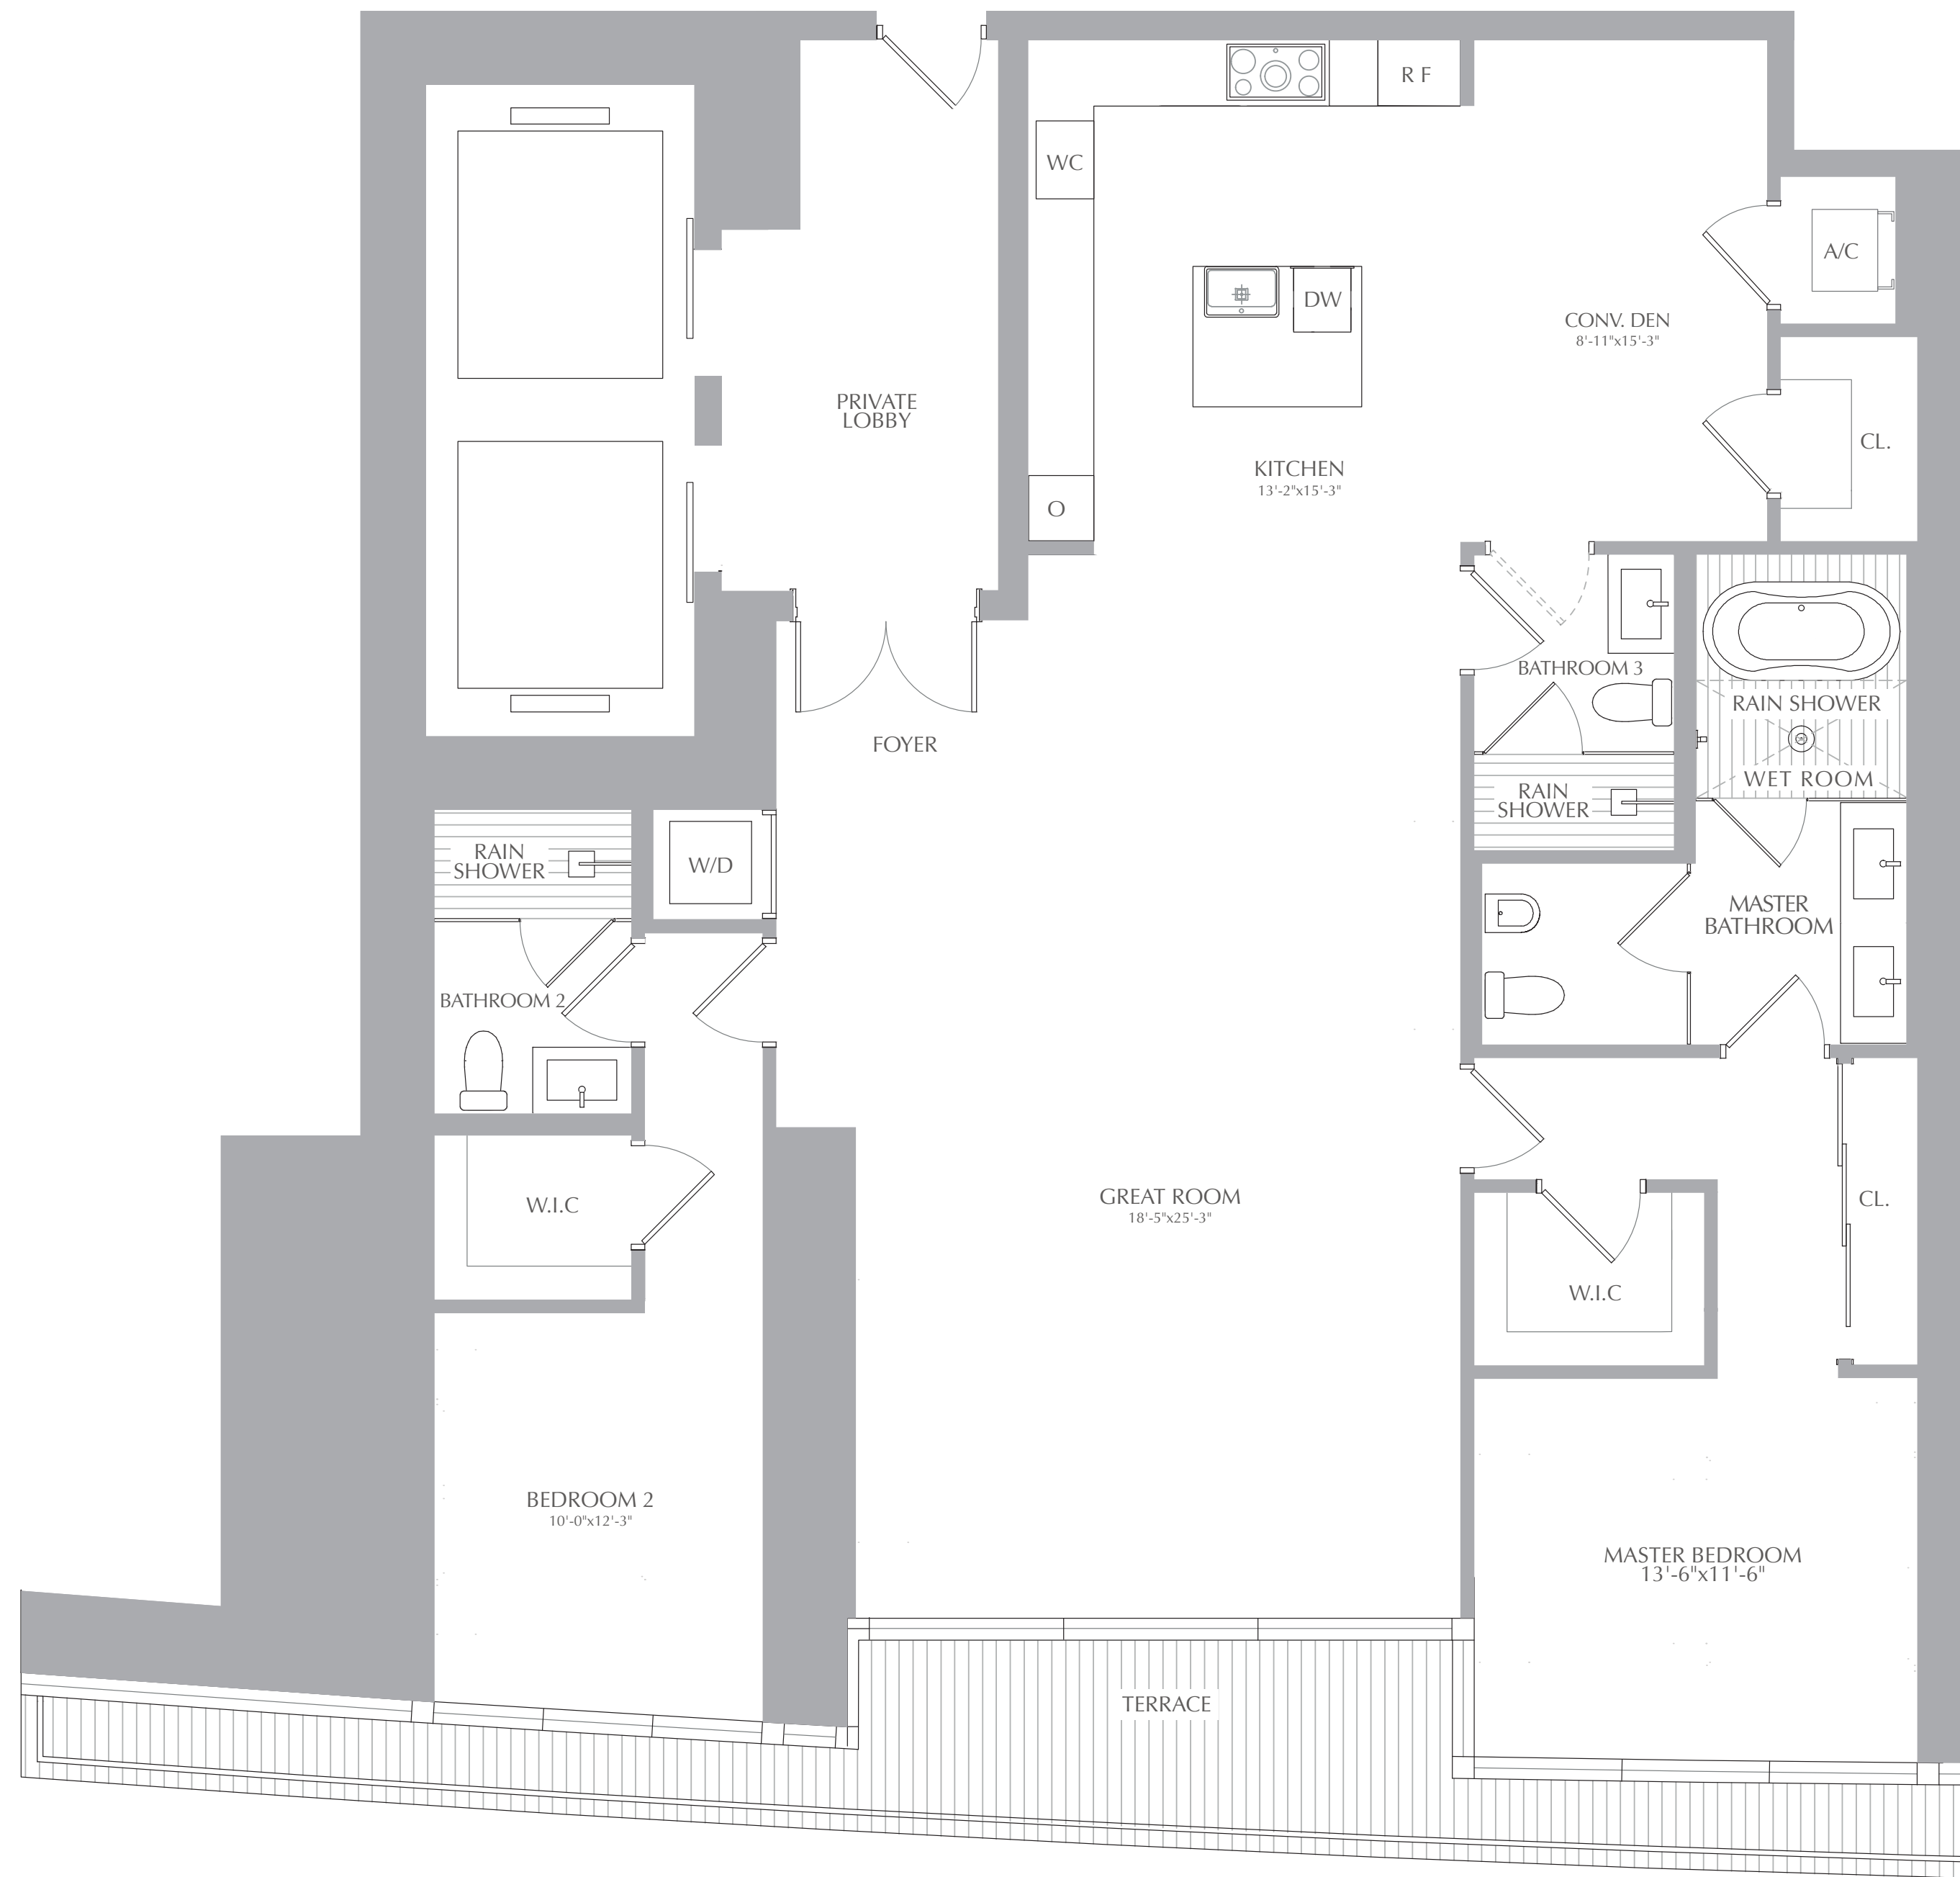 R F
WC
A/C
DW
CONV. DEN
8'-11"x15'-3"
PRIVATE
LOBBY
CL.
KITCHEN
13'-2"x15'-3"
O
BATHROOM 3
RAIN SHOWER
FOYER
WET ROOM
RAIN
SHOWER
RAIN
SHOWER
W/D
MASTER
BATHROOM
BATHROOM 2
W.I.C
GREAT ROOM
18'-5"x25'-3"
CL.
W.I.C
BEDROOM 2
10'-0"x12'-3"
MASTER BEDROOM
13'-6"x11'-6"
TERRACE